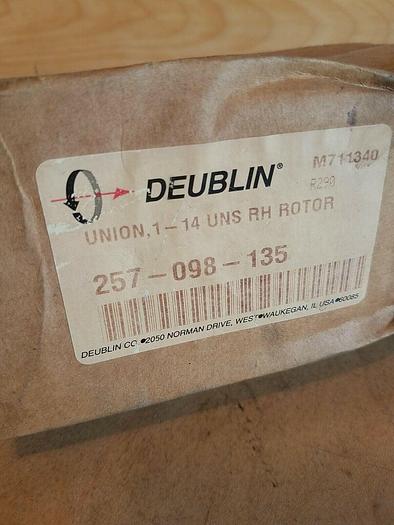 DEUBLIN®
M711340
R290
UNION,1-14 UNS RH ROTOR
257-098-135
DEUBLIN CO •2050 NORMAN DRIVE, WEST•WAUKEGAN, IL USA•60085